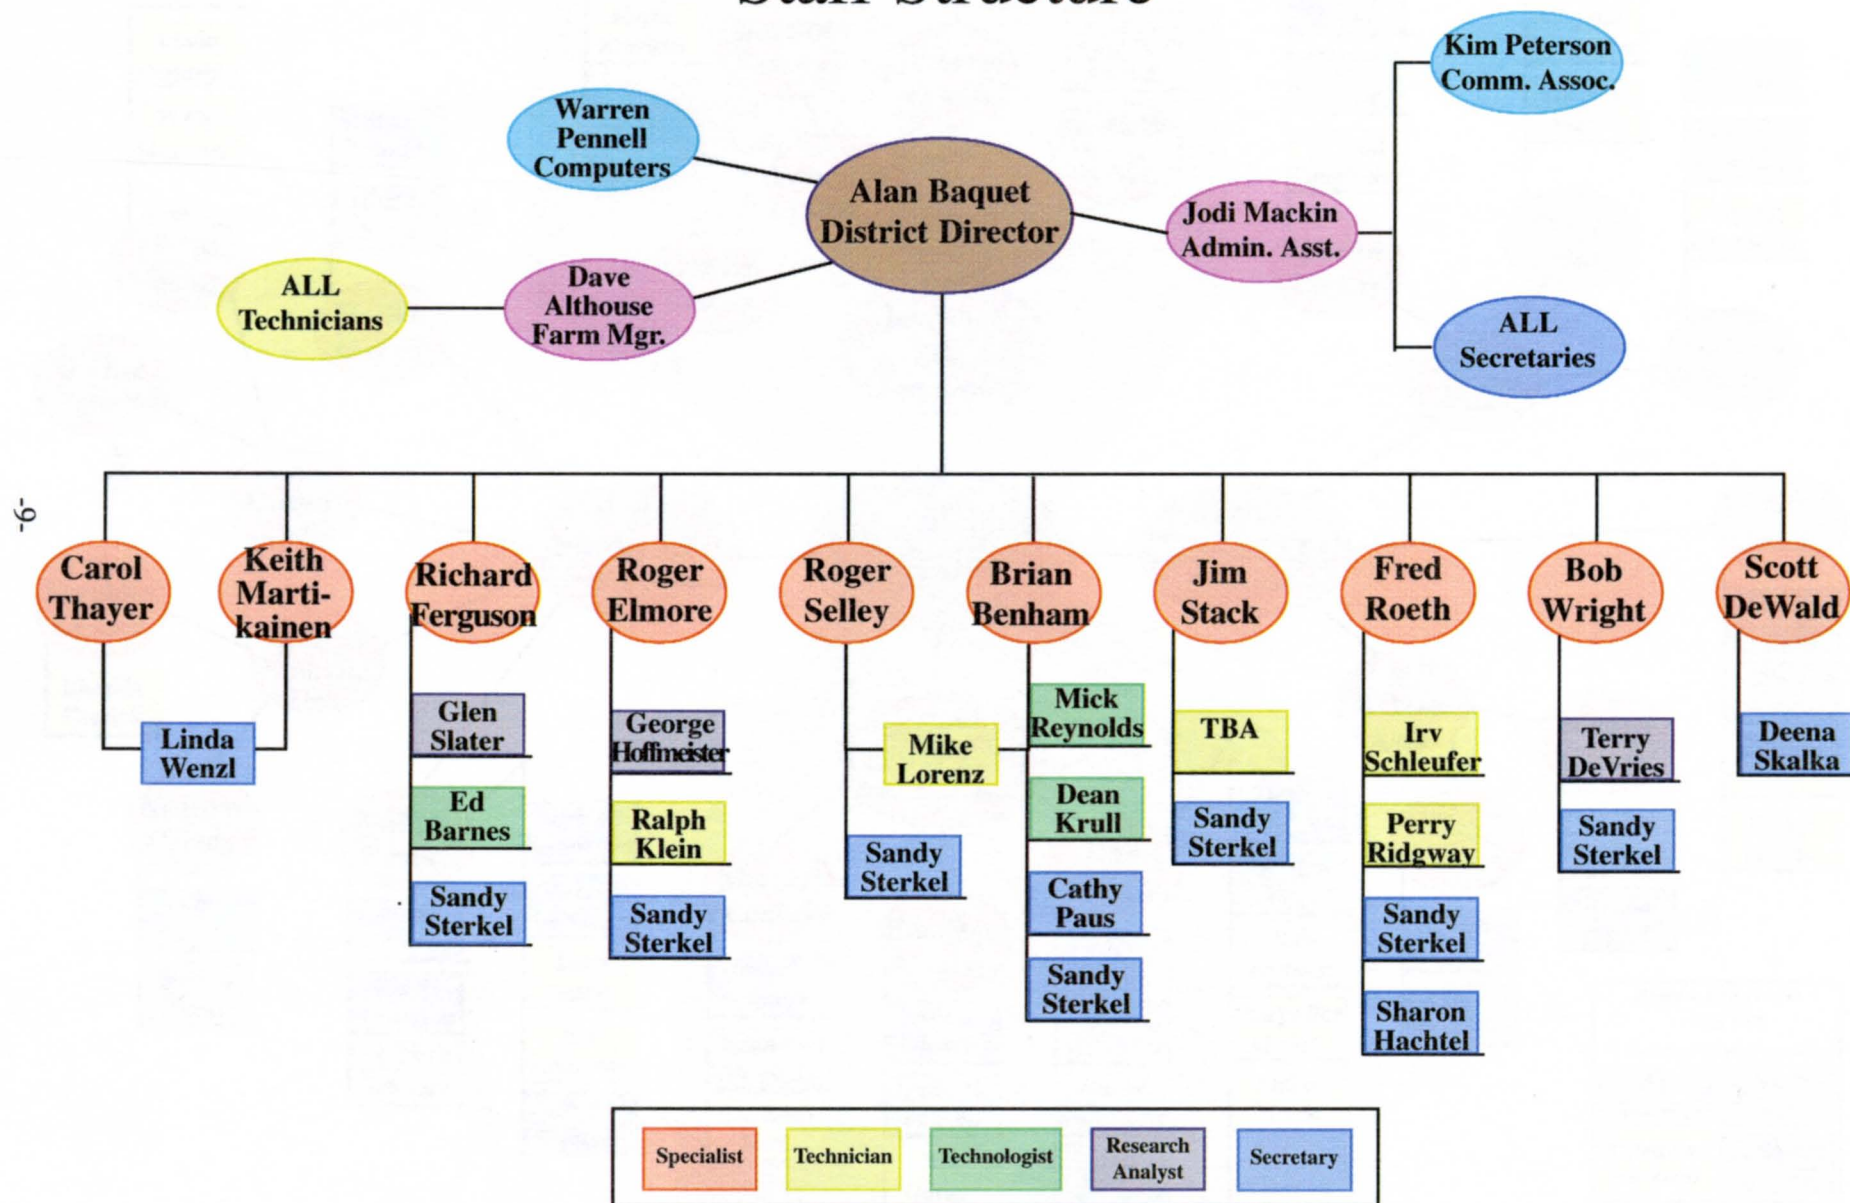 Staff Structure
Kim Peterson
Comm. Assoc.
Warren
Pennell
Computers
Alan Baquet
District Director
Jodi Mackin
Admin. Asst.
ALL
Technicians
Dave
Althouse
Farm Mgr.
ALL
Secretaries
-6-
Carol
Thayer
Keith
Marti-
kainen
Richard
Ferguson
Roger
Elmore
Roger
Selley
Brian
Benham
Jim
Stack
Fred
Roeth
Bob
Wright
Scott
DeWald
Linda
Wenzl
Glen
Slater
Ed
Barnes
Sandy
Sterkel
George
Hoffmeister
Ralph
Klein
Sandy
Sterkel
Mike
Lorenz
Sandy
Sterkel
Mick
Reynolds
Dean
Krull
Cathy
Paus
Sandy
Sterkel
TBA
Sandy
Sterkel
Irv
Schleufer
Perry
Ridgway
Sandy
Sterkel
Sharon
Hachtel
Terry
DeVries
Sandy
Sterkel
Deena
Skalka
Specialist
Technician
Technologist
Research
Analyst
Secretary